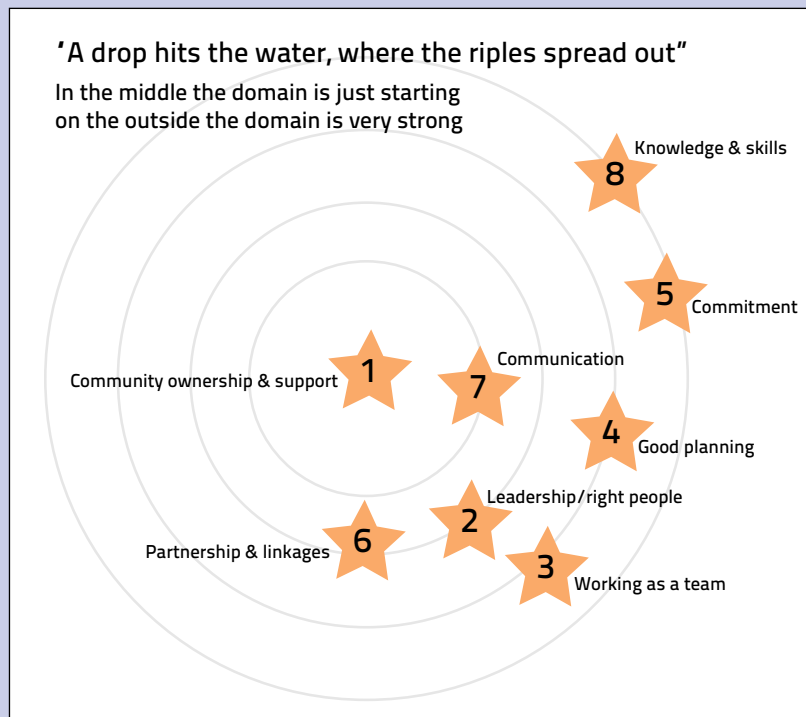 'A drop hits the water, where the riples spread out"
In the middle the domain is just starting
on the outside the domain is very strong
8
Knowledge & skills
5
Commitment
1
Community ownership & support
7
Communication
4
Good planning
2
Leadership/right people
6
Partnership & linkages
3
Working as a team